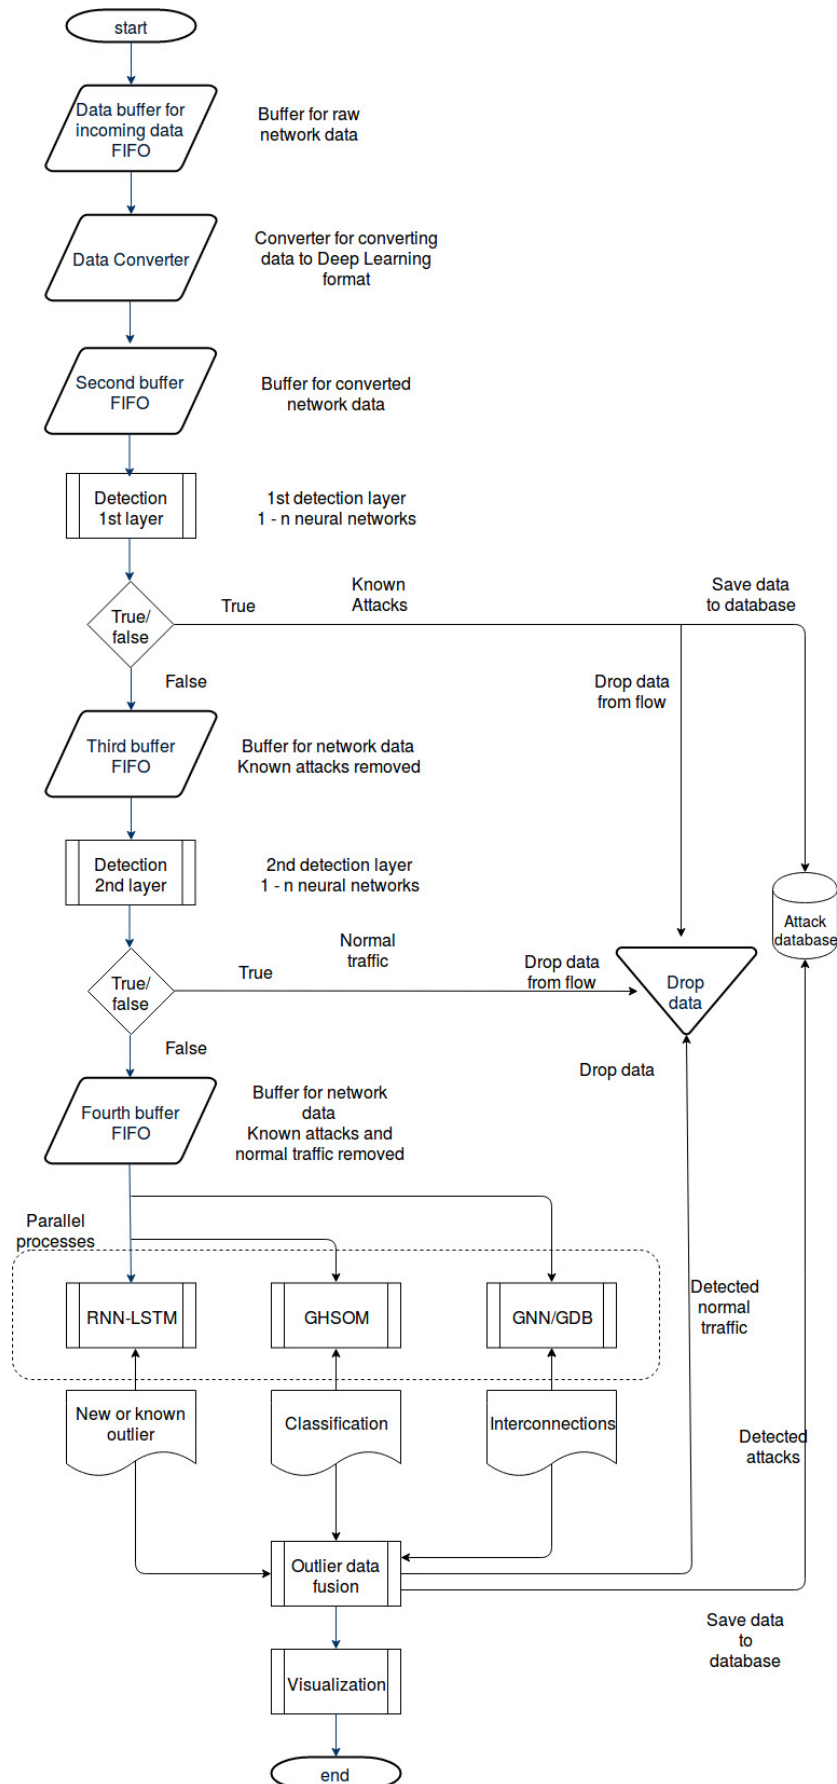 start
Data buffer for
incoming data
FIFO
Buffer for raw
network data
Data Converter
Converter for converting
data to Deep Learning
format
Second buffer
FIFO
Buffer for converted
network data
Detection
1st layer
1st detection layer
1 - n neural networks
True/
false
True
Known
Attacks
Save data
to database
False
Drop data
from flow
Third buffer
FIFO
Buffer for network data
Known attacks removed
Detection
2nd layer
2nd detection layer
1 - n neural networks
Attack
database
True/
false
True
Normal
traffic
Drop data
from flow
Drop
data
False
Drop data
Fourth buffer
FIFO
Buffer for network
data
Known attacks and
normal traffic removed
Parallel
processes
RNN-LSTM
GHSOM
GNN/GDB
Detected
normal
trraffic
New or known
outlier
Classification
Interconnections
Detected
attacks
Outlier data
fusion
Save data
to
database
Visualization
end